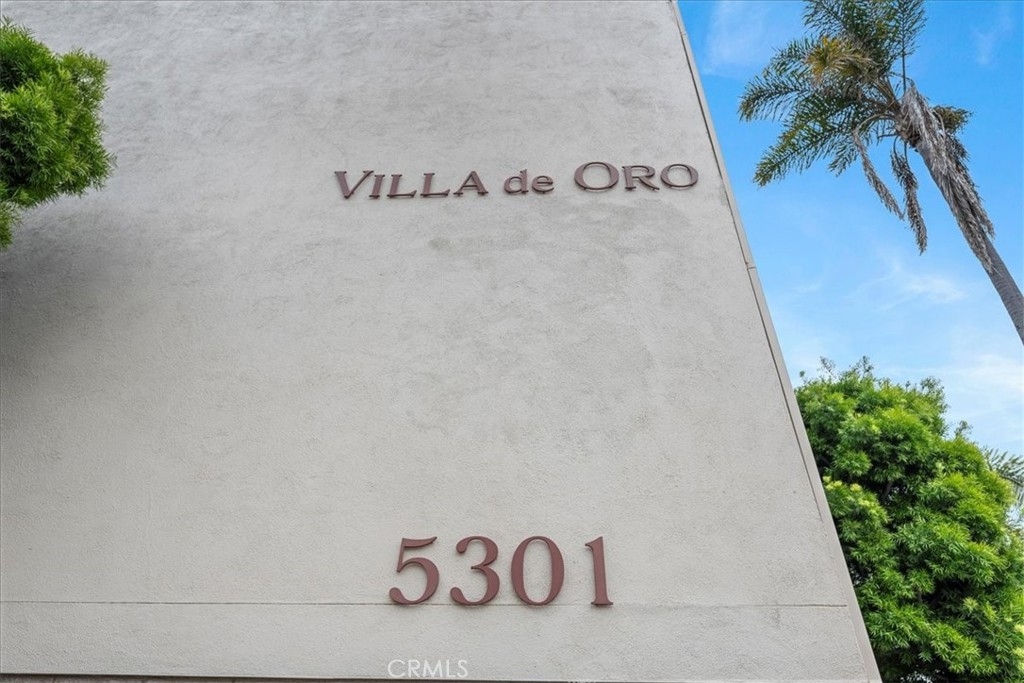 VILLA de ORO
5301
CRMLS